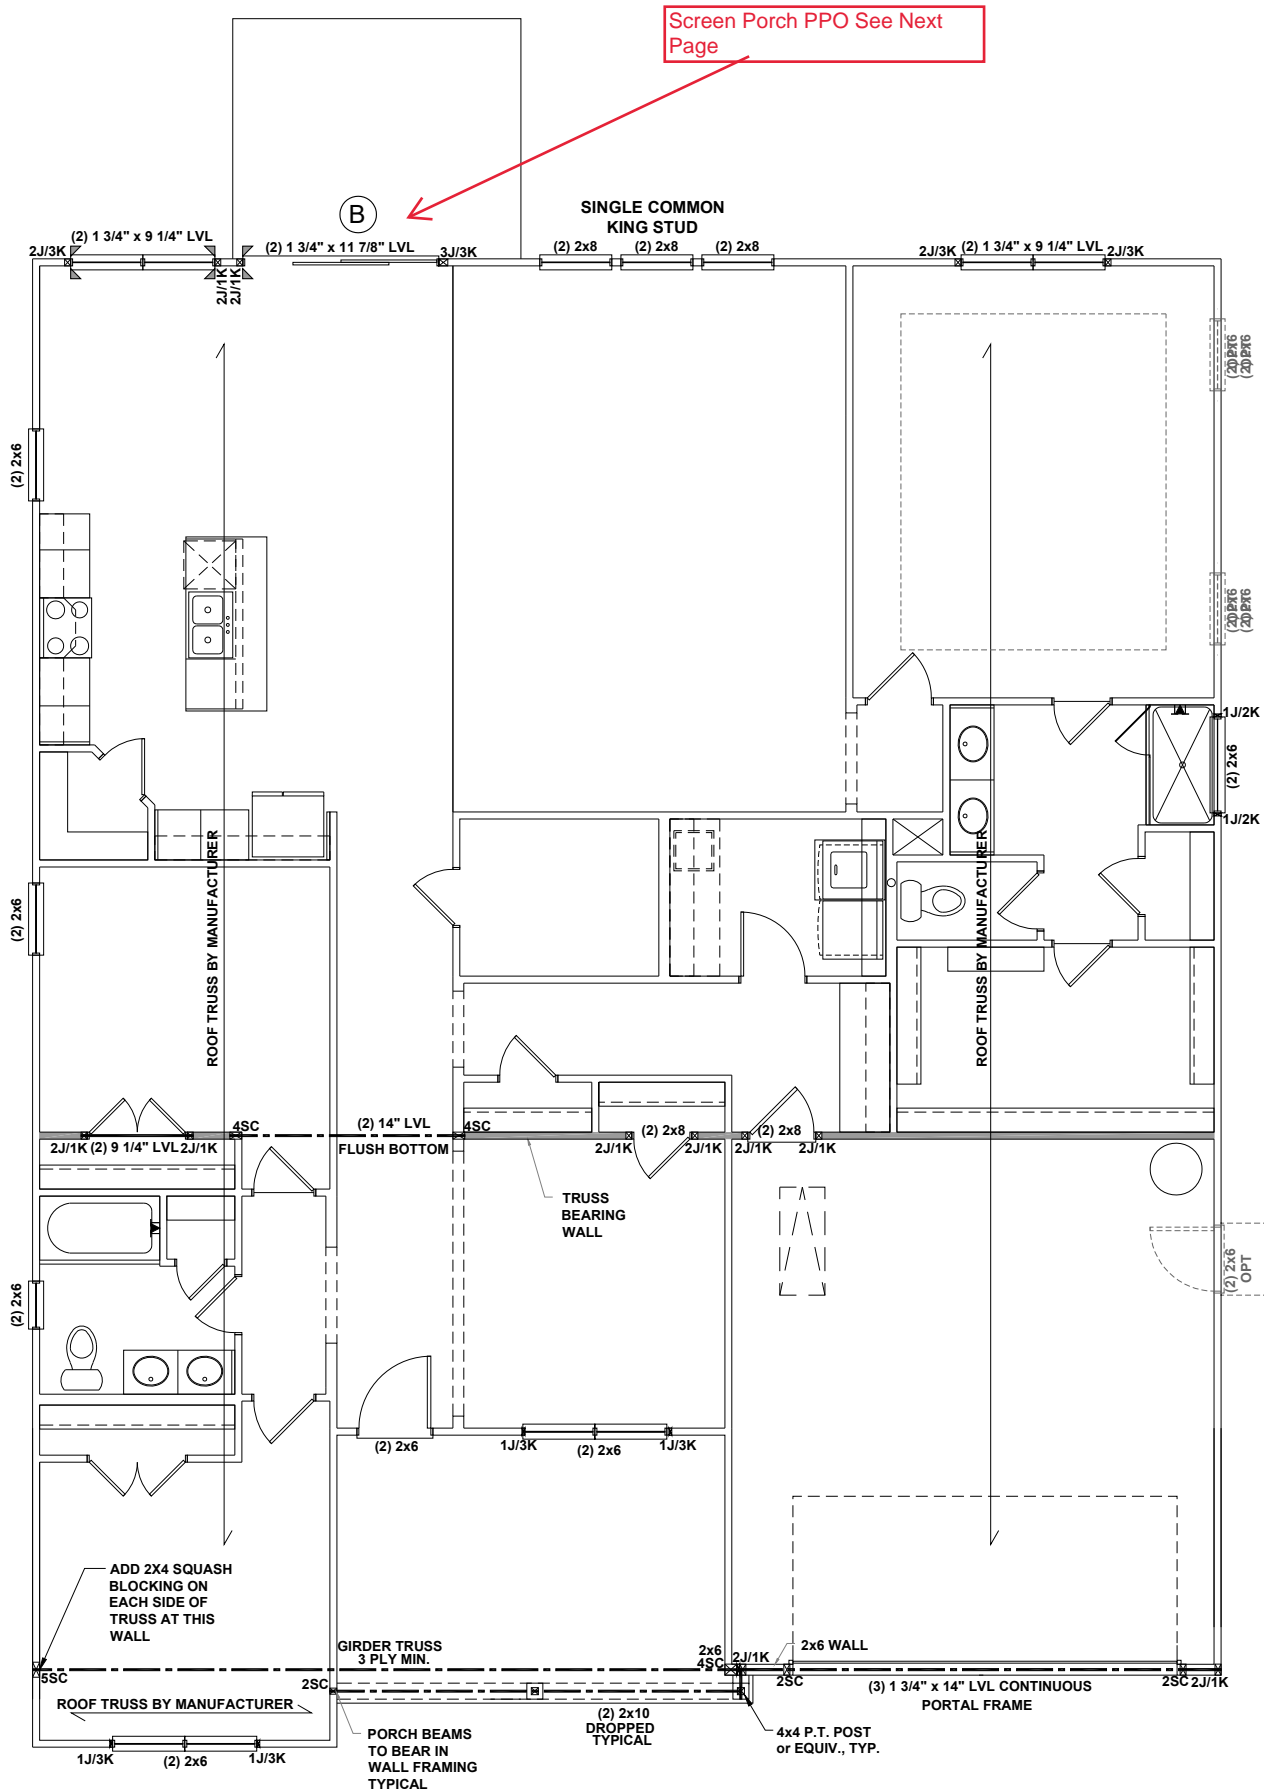 Screen Porch PPO See Next
Page
B
SINGLE COMMON
KING STUD
2J/3K
(2) 1 3/4" x 9 1/4" LVL
(2) 1 3/4" x 11 7/8" LVL
3J/3K
(2) 2x8
(2) 2x8
(2) 2x8
2J/3K
(2) 1 3/4" x 9 1/4" LVL
2J/3K
2J/1K
2J/1K
(2) 2x6
(2) 2x6
1J/2K
(2) 2x6
1J/2K
ROOF TRUSS BY MANUFACTURER
ROOF TRUSS BY MANUFACTURER
(2) 2x6
4SC
(2) 14" LVL
4SC
2J/1K
(2) 9 1/4" LVL
2J/1K
FLUSH BOTTOM
2J/1K
(2) 2x8
2J/1K
2J/1K
(2) 2x8
2J/1K
TRUSS
BEARING
WALL
(2) 2x6
OPT
(2) 2x6
(2) 2x6
1J/3K
(2) 2x6
1J/3K
ADD 2X4 SQUASH
BLOCKING ON
EACH SIDE OF
TRUSS AT THIS
WALL
GIRDER TRUSS
3 PLY MIN.
2x6
4SC
2J/1K
2x6 WALL
5SC
2SC
2SC
2SC
2J/1K
(3) 1 3/4" x 14" LVL CONTINUOUS
PORTAL FRAME
ROOF TRUSS BY MANUFACTURER
(2) 2x10
DROPPED
TYPICAL
4x4 P.T. POST
or EQUIV., TYP.
PORCH BEAMS
TO BEAR IN
WALL FRAMING
TYPICAL
1J/3K
(2) 2x6
1J/3K